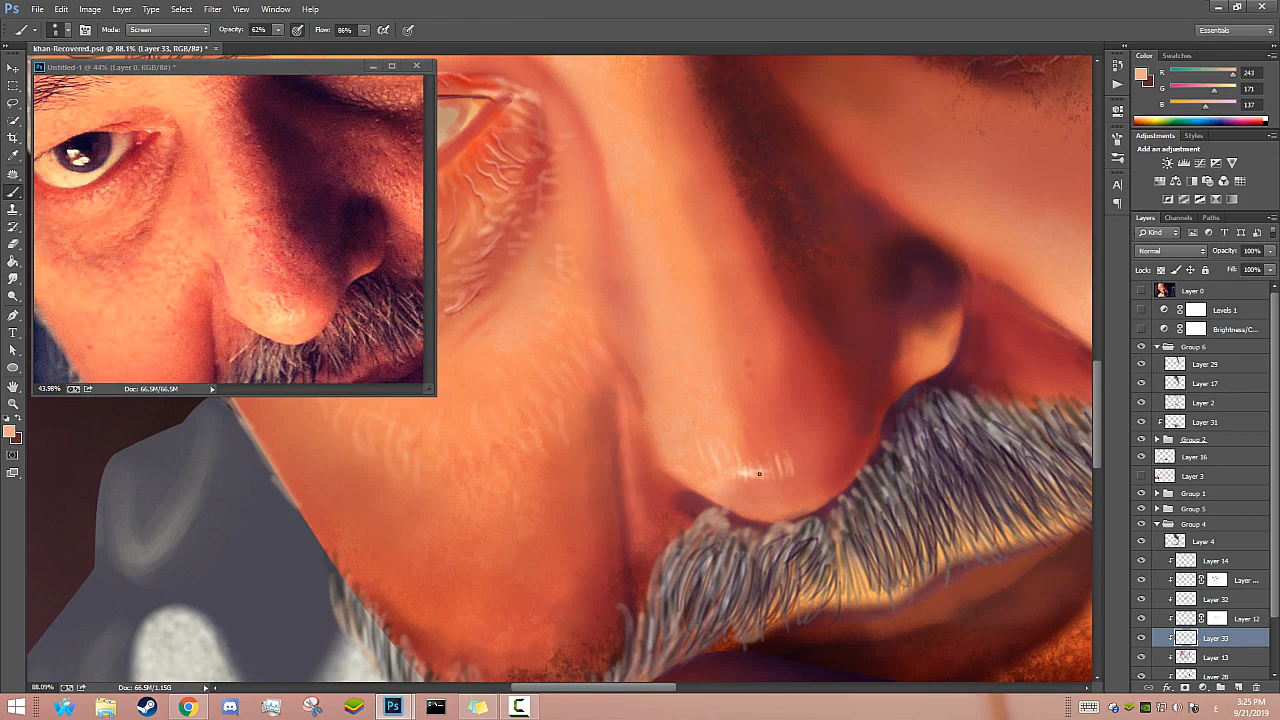 Ps File Edit Image Layer Type Select Filter View Window Help
Mode: Screen Opacity: 62% Flow: 86% Essentials
khan-Recovered.psd @ 88.1% (Layer 33, RGB/8#) * ×
Untitled-1 @ 44% (Layer 0, RGB/8#) *
43.98% Doc: 66.5M/66.5M
Color Swatches
R 243
G 171
B 137
Adjustments Styles
Add an adjustment
Layers Channels Paths
Kind
Normal Opacity: 100%
Lock: Fill: 100%
Layer 0
Levels 1
Brightness/C...
Group 6
Layer 29
Layer 17
Layer 2
Layer 31
Group 2
Layer 16
Layer 3
Group 1
Group 5
Group 4
Layer 4
Layer 14
Layer ...
Layer 32
Layer 12
Layer 33
Layer 13
Layer 28
88.09% Doc: 66.5M/1.15G
3:25 PM
9/21/2019